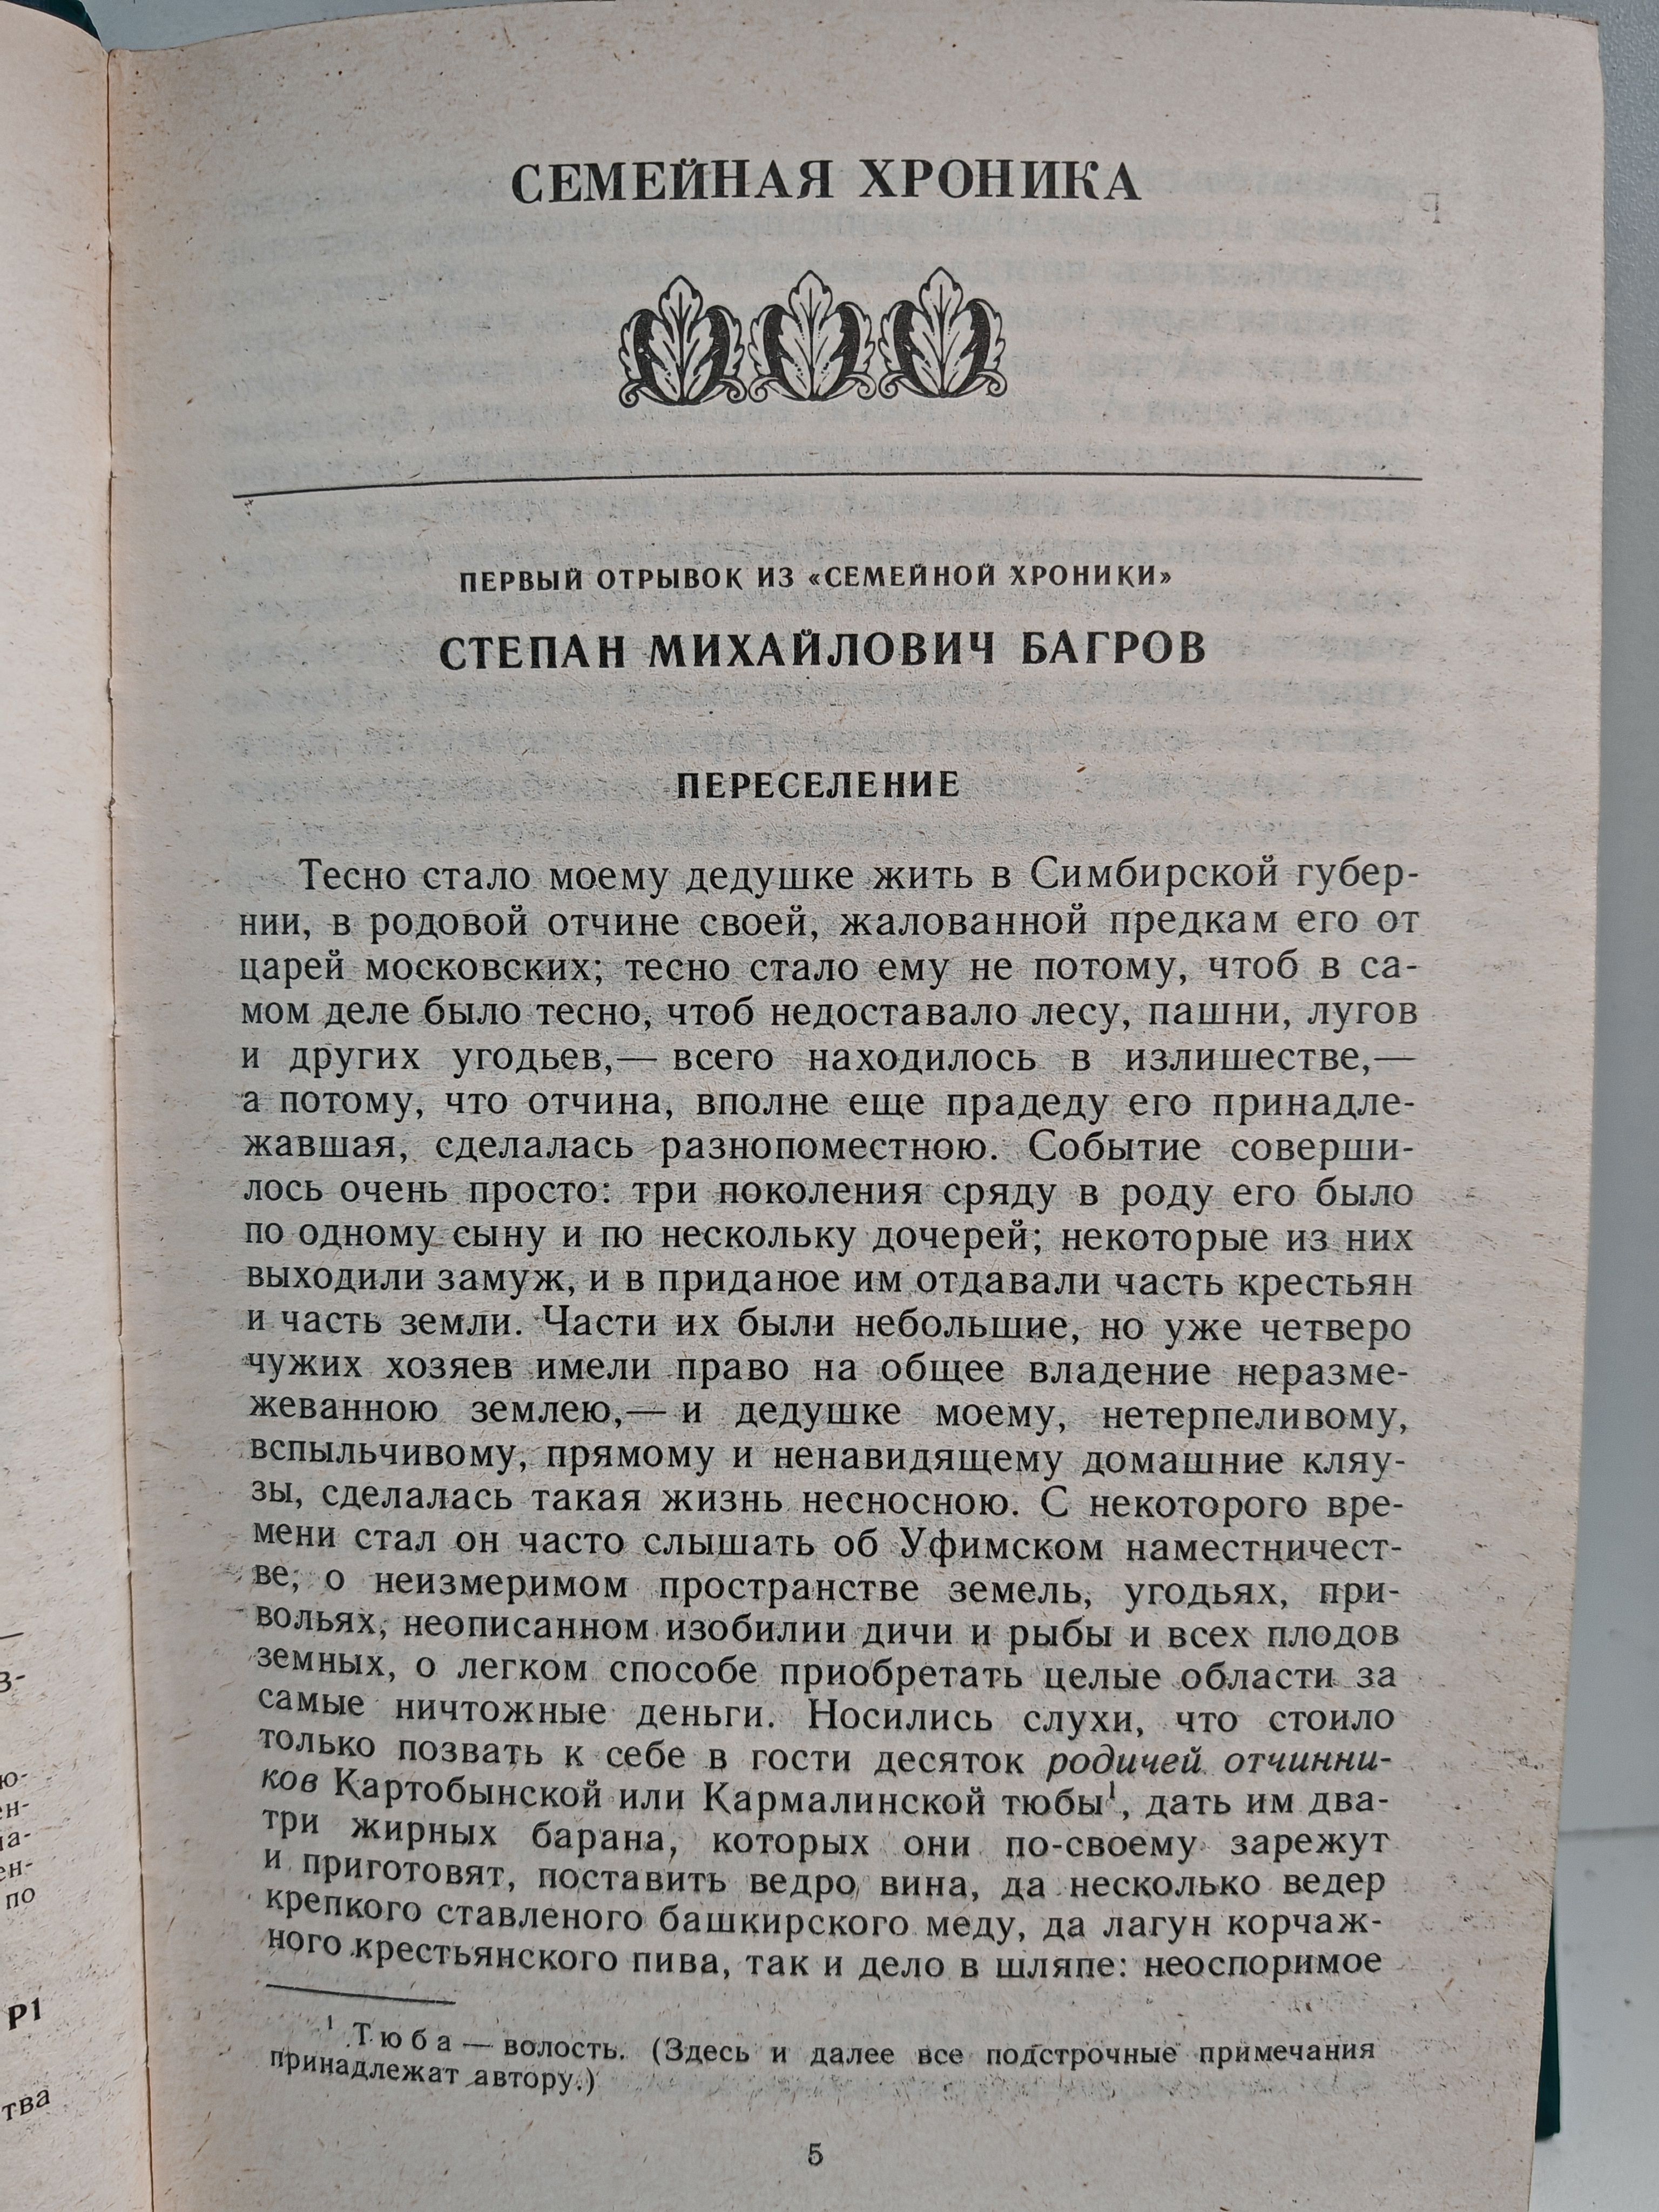 СЕМЕЙНАЯ ХРОНИКА
ПЕРВЫЙ ОТРЫВОК ИЗ «СЕМЕЙНОЙ ХРОНИКИ»
СТЕПАН МИХАЙЛОВИЧ БАГРОВ
ПЕРЕСЕЛЕНИЕ
Тесно стало моему дедушке жить в Симбирской губер-
нии, в родовой отчине своей, жалованной предкам его от
царей московских; тесно стало ему не потому, чтоб в са-
мом деле было тесно, чтоб недоставало лесу, пашни, лугов
и других угодьев,— всего находилось в излишестве,—
а потому, что отчина, вполне еще прадеду его принадле-
жавшая, сделалась разнопоместною. Событие соверши-
лось очень просто: три поколения сряду в роду его было
по одному сыну и по нескольку дочерей; некоторые из них
выходили замуж, и в приданое им отдавали часть крестьян
и часть земли. Части их были небольшие, но уже четверо
чужих хозяев имели право на общее владение неразме-
жеванною землею,— и дедушке моему, нетерпеливому,
вспыльчивому, прямому и ненавидящему домашние кляу-
зы, сделалась такая жизнь несносною. С некоторого вре-
мени стал он часто слышать об Уфимском наместничест-
ве, о неизмеримом пространстве земель, угодьях, при-
вольях, неописанном изобилии дичи и рыбы и всех плодов
земных, о легком способе приобретать целые области за
самые ничтожные деньги. Носились слухи, что стоило
только позвать к себе в гости десяток родичей отчинни-
ков Картобынской или Кармалинской тюбы¹, дать им два-
три жирных барана, которых они по-своему зарежут
и приготовят, поставить ведро вина, да несколько ведер
крепкого ставленого башкирского меду, да лагун корчаж-
ного крестьянского пива, так и дело в шляпе: неоспоримое
¹ Тюба — волость. (Здесь и далее все подстрочные примечания
принадлежат автору.)
5
в-
ю-
ен-
ен-
по
Р1
тва